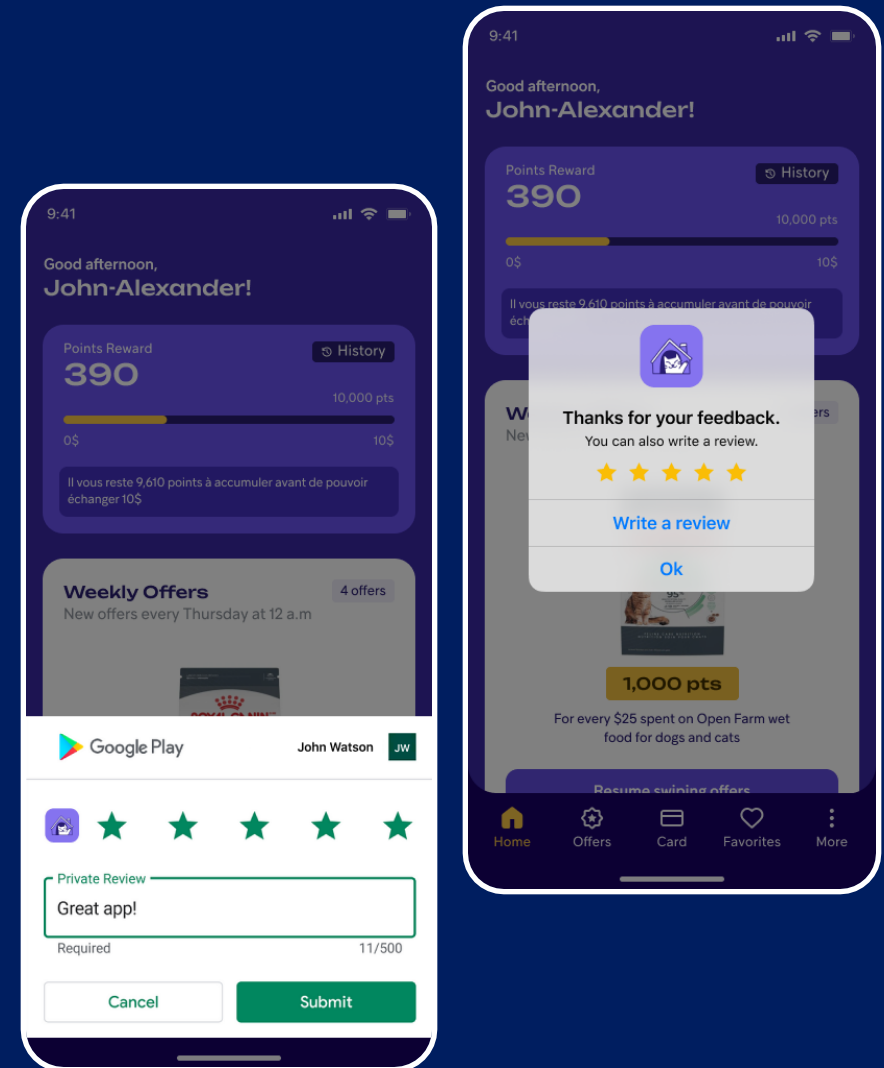 9:41
Good afternoon,
John-Alexander!
Points Reward
History
390
10,000 pts
0$
10$
Il vous reste 9,610 points à accumuler avant de pouvoir
échanger 10$
Weekly Offers
4 offers
New offers every Thursday at 12 a.m
ROYAL CANIN
Google Play
John Watson
JW
Private Review
Great app!
Required
11/500
Cancel
Submit
9:41
Good afternoon,
John-Alexander!
Points Reward
History
390
10,000 pts
0$
10$
Il vous reste 9,610 points à accumuler avant de pouvoir
Thanks for your feedback.
You can also write a review.
Write a review
Ok
95%
1,000 pts
For every $25 spent on Open Farm wet
food for dogs and cats
Resume swiping offers
Home
Offers
Card
Favorites
More